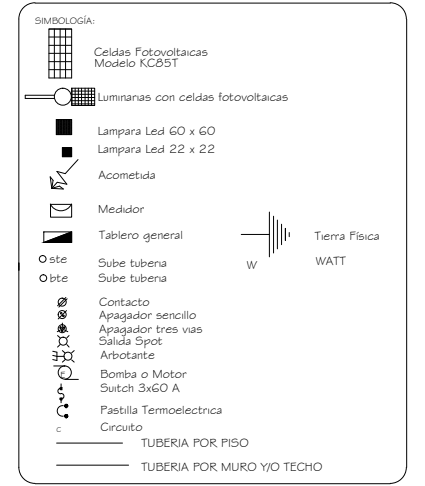 SIMBOLOGÍA:
Celdas Fotovoltaicas
Modelo KC85T
Luminarias con celdas fotovoltaicas
Lampara Led 60 x 60
Lampara Led 22 x 22
Acometida
Medidor
Tablero general
Tierra Física
W WATT
ste Sube tuberia
bte Sube tuberia
Contacto
Apagador sencillo
Apagador tres vias
Salida Spot
Arbotante
F Bomba o Motor
Suitch 3x60 A
Pastilla Termoelectrica
C Circuito
TUBERIA POR PISO
TUBERIA POR MURO Y/O TECHO